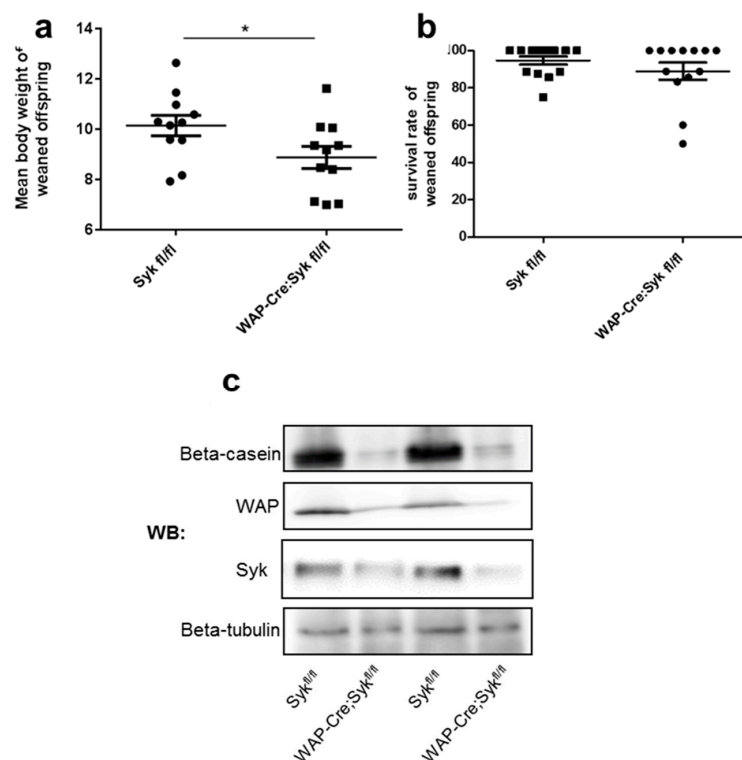 a
Mean body weight of
weaned offspring
14
12
10
8
6
*
Syk fl/fl
WAP-Cre:Syk fl/fl
b
survival rate of
weaned offspring
100
80
60
40
20
0
Syk fl/fl
WAP-Cre:Syk fl/fl
c
WB:
Beta-casein
WAP
Syk
Beta-tubulin
Syk^fl/fl
WAP-Cre;Syk^fl/fl
Syk^fl/fl
WAP-Cre;Syk^fl/fl